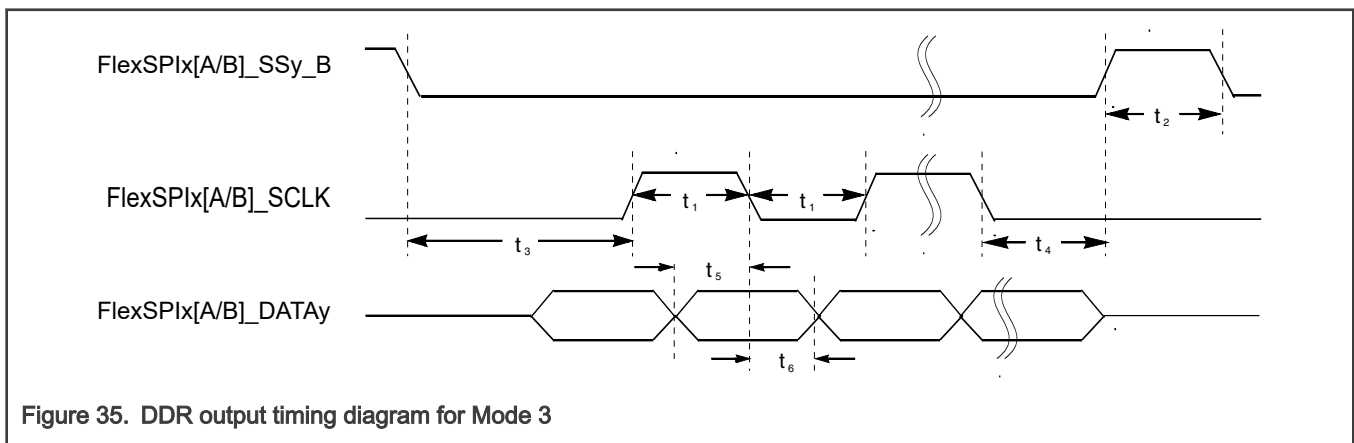 FlexSPIx[A/B]_SSy_B
t₂
FlexSPIx[A/B]_SCLK
t₁ t₁
t₃ t₄
t₅
FlexSPIx[A/B]_DATAy
t₆
Figure 35. DDR output timing diagram for Mode 3